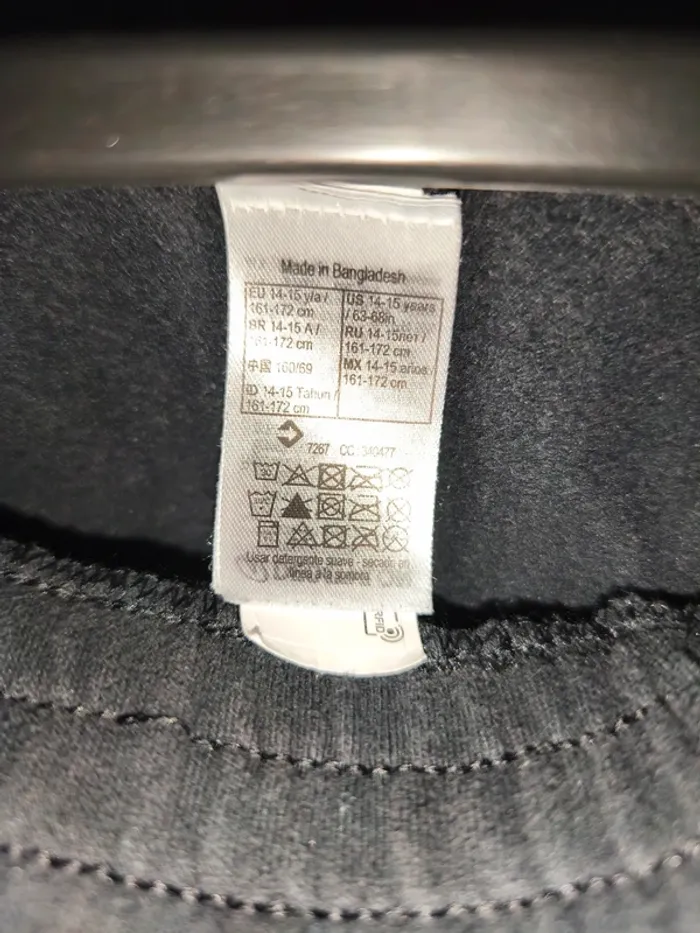 Made in Bangladesh
EU 14-15 y/a /
161-172 cm
BR 14-15 A /
161-172 cm
中国 160/69
ID 14-15 Tahun /
161-172 cm
US 14-15 years
/ 63-68in
RU 14-15лет /
161-172 cm
MX 14-15 años /
161-172 cm
7267 CC: 340477
Usar detergente suave - secado en
línea a la sombra
RFID